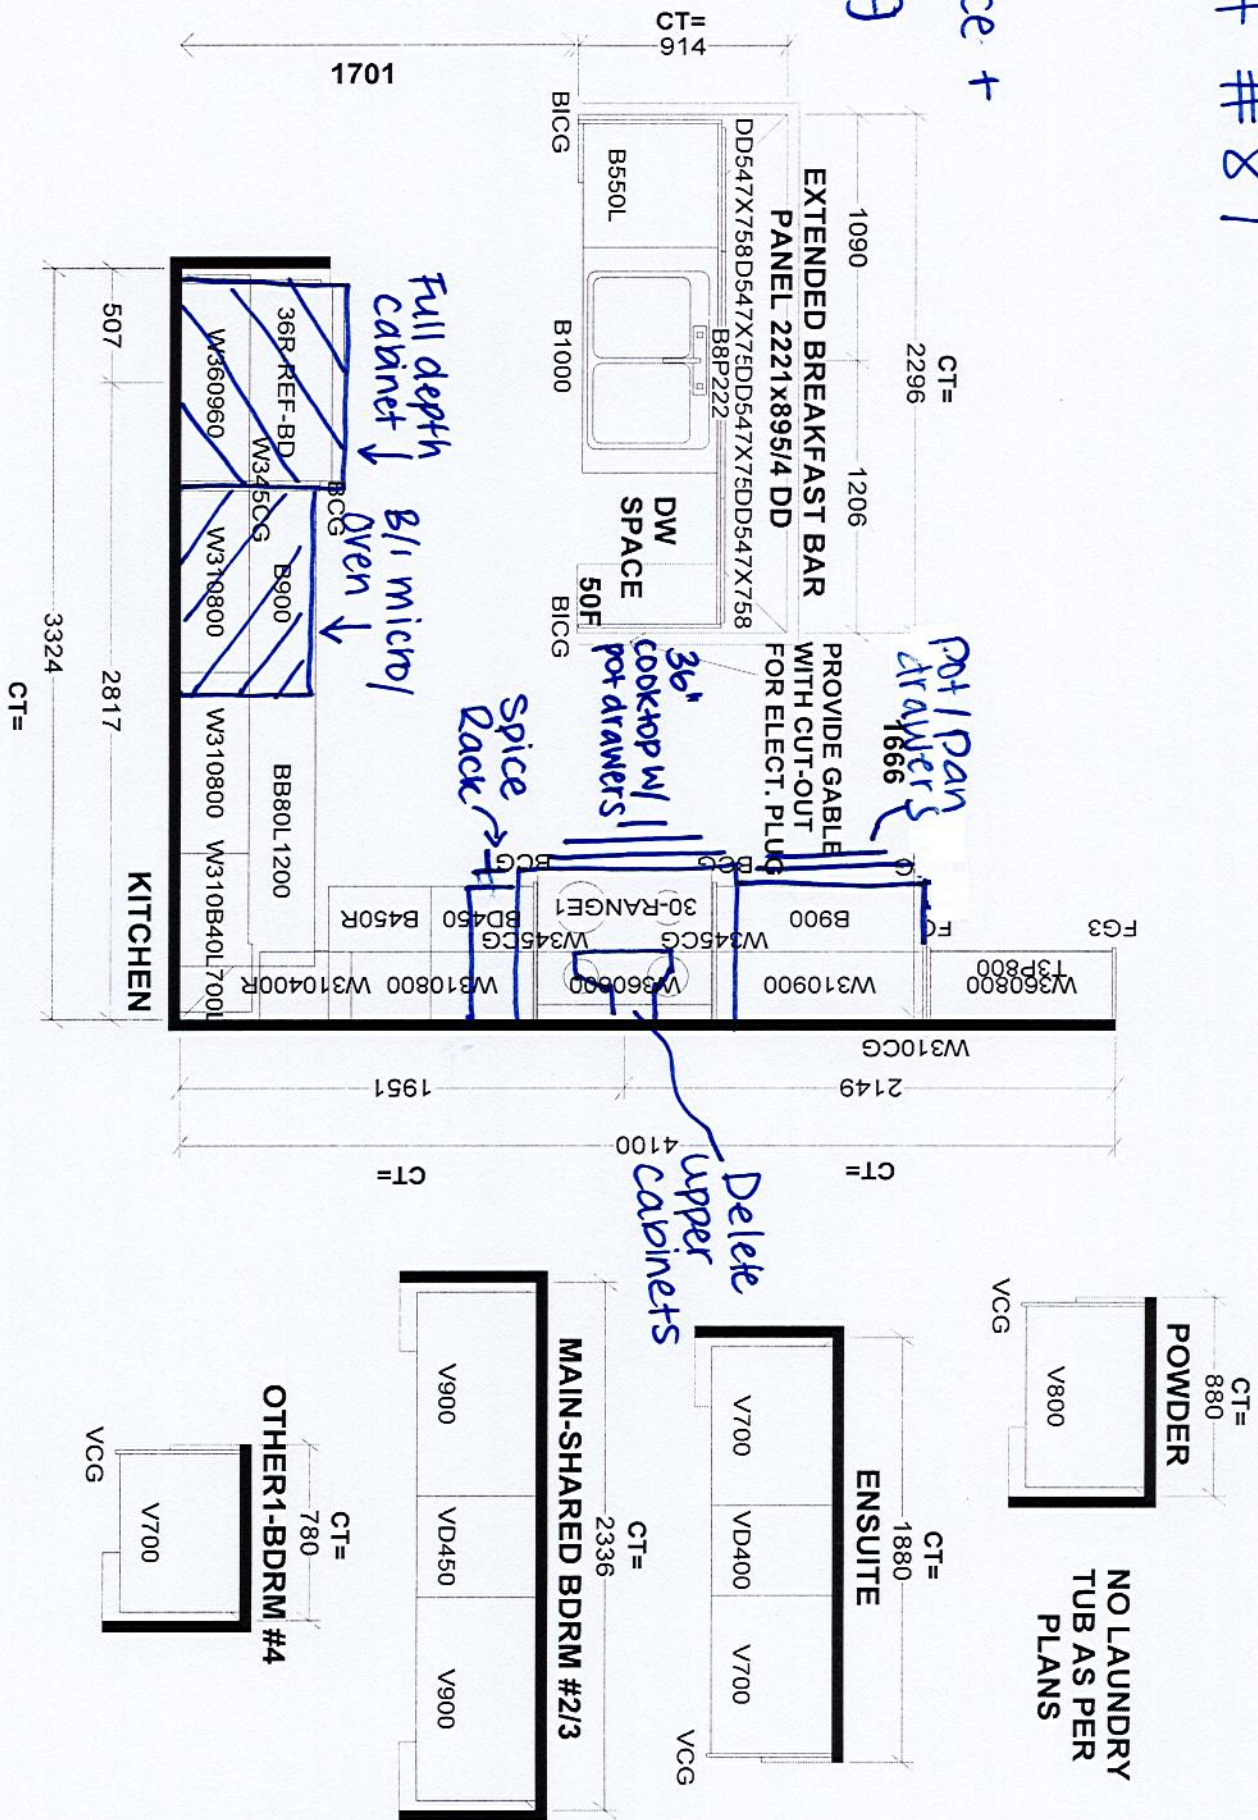 # 81
ce +
CT=
914
1701
BICG
B550L
B1000
B8P222
DW
SPACE
50F
BICG
DD547X758D547X75DD547X75DD547X758
EXTENDED BREAKFAST BAR
PANEL 2221x895/4 DD
1090
1206
CT=
2296
PROVIDE GABLE
WITH CUT-OUT
FOR ELECT. PLUG
Pot/Pan
drawers
1666
36"
cooktop w/
pot drawers
Spice
Rack
Full depth
cabinet
B/I micro/
oven
36R-REF-BD
W360960
W345CG
BCG
B900
W310800
BB80L1200
W310800
W310B40L700L
507
2817
3324
CT=
KITCHEN
B450R
BD450
W310400R
W310800
W310800
W345CG
BCG
30-RANGE1
W345CG
BCG
B900
W310900
FG3
T3P800
W360800
W310CG
1951
2149
4100
CT=
CT=
Delete
upper
cabinets
CT=
880
POWDER
V800
VCG
NO LAUNDRY
TUB AS PER
PLANS
CT=
1880
ENSUITE
V700
VD400
V700
VCG
CT=
2336
MAIN-SHARED BDRM #2/3
V900
VD450
V900
CT=
780
OTHER1-BDRM #4
V700
VCG